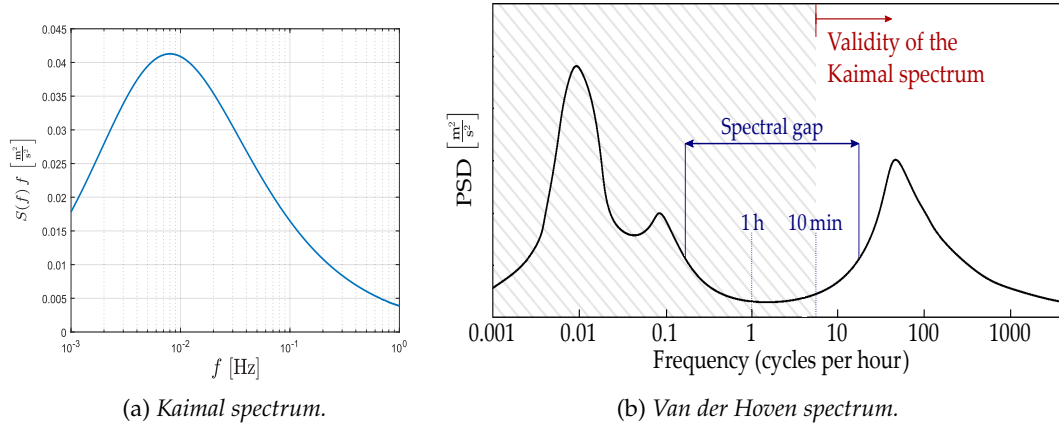 0.045
0.04
0.035
0.03
0.025
0.02
0.015
0.01
0.005
0
S(f) f [m²/s²]
10⁻³ 10⁻² 10⁻¹ 10⁰
f [Hz]
(a) Kaimal spectrum.
Validity of the
Kaimal spectrum
Spectral gap
1 h 10 min
PSD [m²/s²]
0.001 0.01 0.1 1 10 100 1000
Frequency (cycles per hour)
(b) Van der Hoven spectrum.